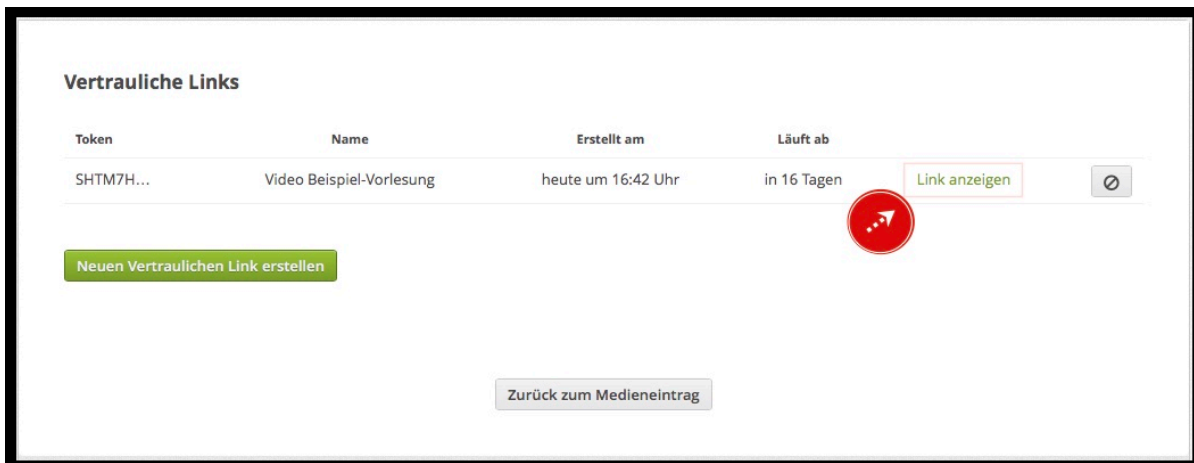 Vertrauliche Links
Token Name Erstellt am Läuft ab
SHTM7H... Video Beispiel-Vorlesung heute um 16:42 Uhr in 16 Tagen Link anzeigen
Neuen Vertraulichen Link erstellen
Zurück zum Medieneintrag